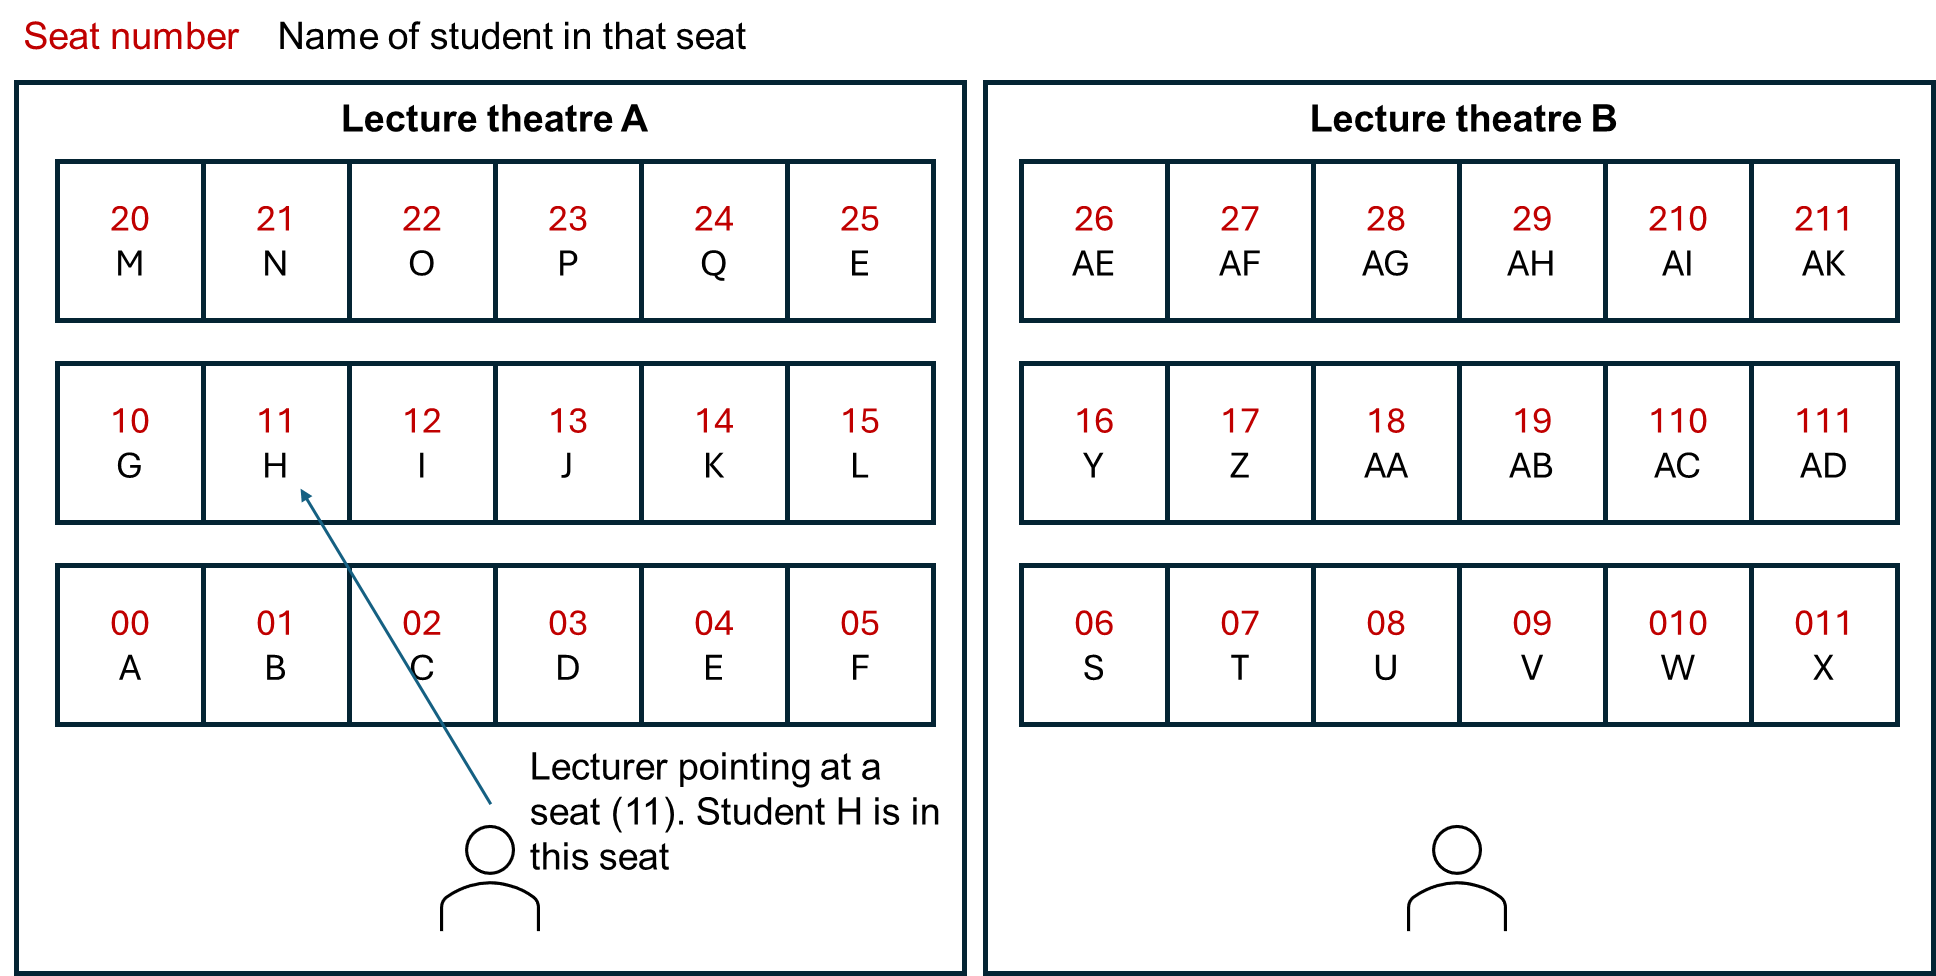 Seat number Name of student in that seat
Lecture theatre A
20 21 22 23 24 25
M N O P Q E
10 11 12 13 14 15
G H I J K L
00 01 02 03 04 05
A B C D E F
Lecturer pointing at a
seat (11). Student H is in
this seat
Lecture theatre B
26 27 28 29 210 211
AE AF AG AH AI AK
16 17 18 19 110 111
Y Z AA AB AC AD
06 07 08 09 010 011
S T U V W X